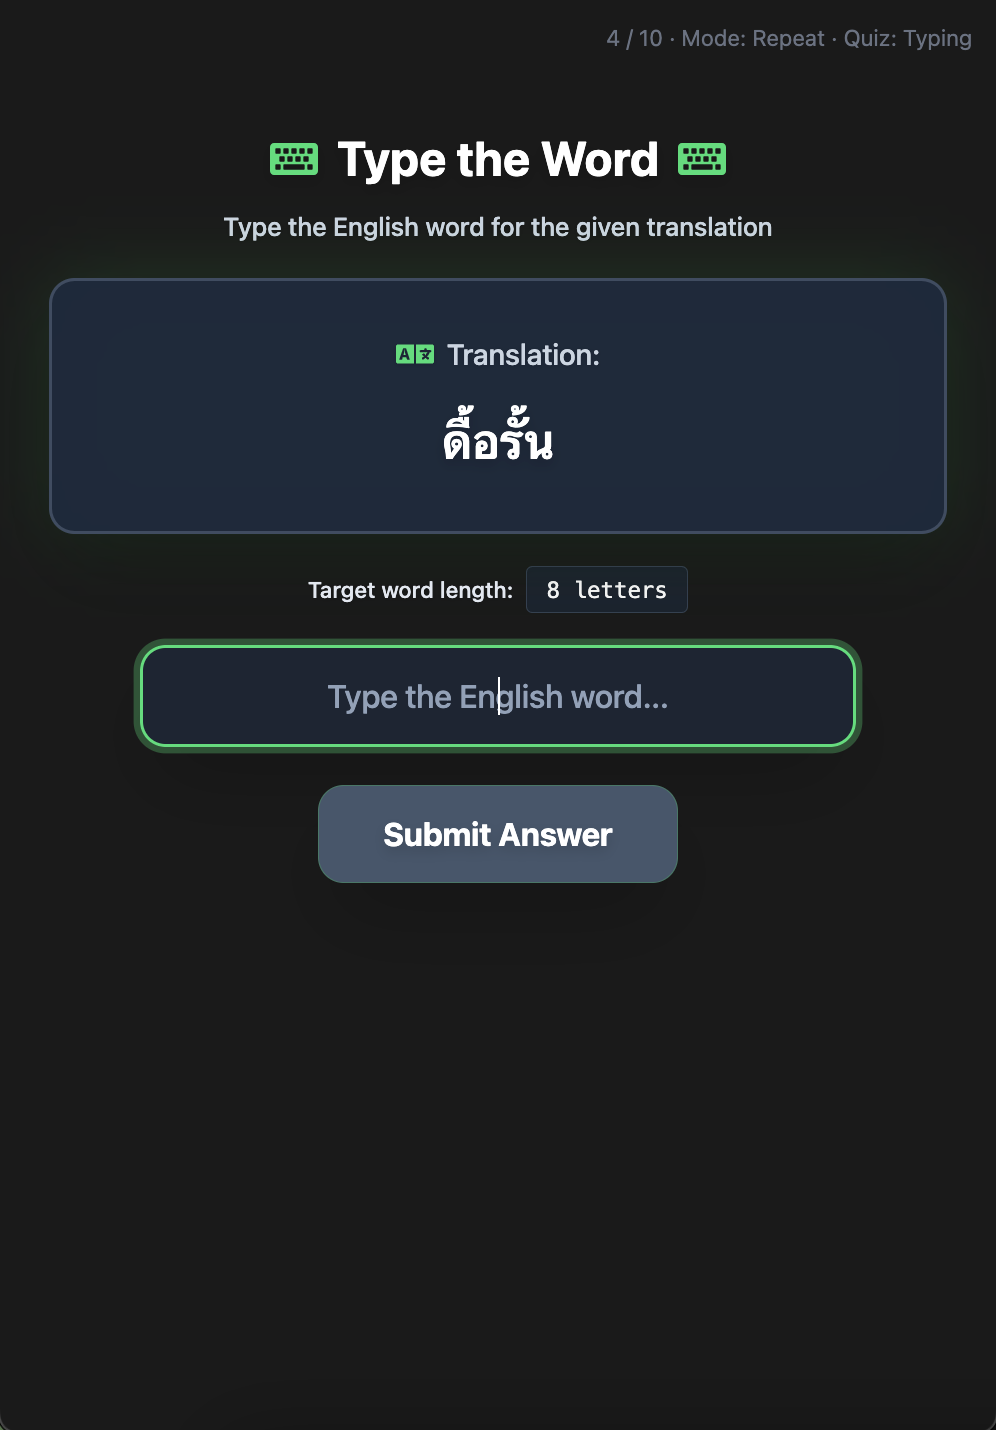 4 / 10 · Mode: Repeat · Quiz: Typing
Type the Word
Type the English word for the given translation
Translation:
ดื้อรั้น
Target word length: 8 letters
Type the English word...
Submit Answer